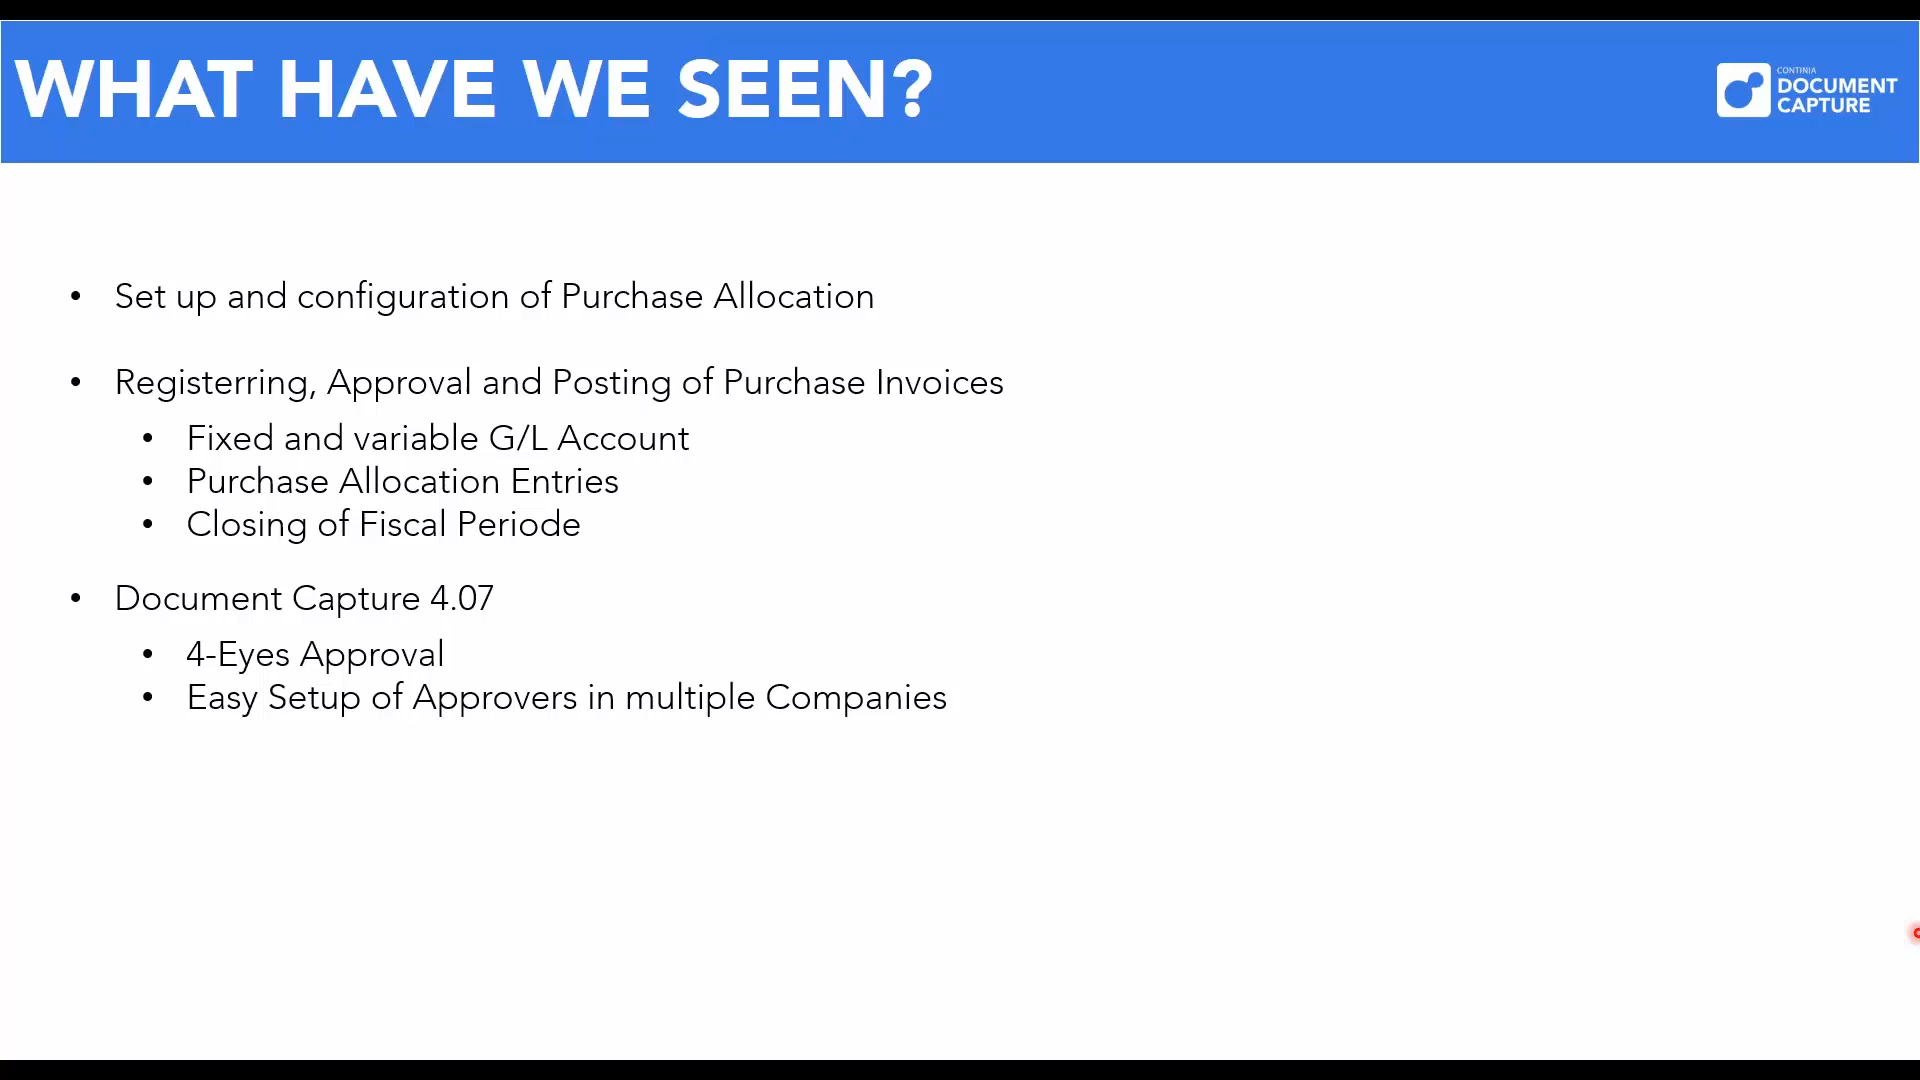 WHAT HAVE WE SEEN?
CONTINIA
DOCUMENT
CAPTURE
• Set up and configuration of Purchase Allocation
• Registerring, Approval and Posting of Purchase Invoices
• Fixed and variable G/L Account
• Purchase Allocation Entries
• Closing of Fiscal Periode
• Document Capture 4.07
• 4-Eyes Approval
• Easy Setup of Approvers in multiple Companies